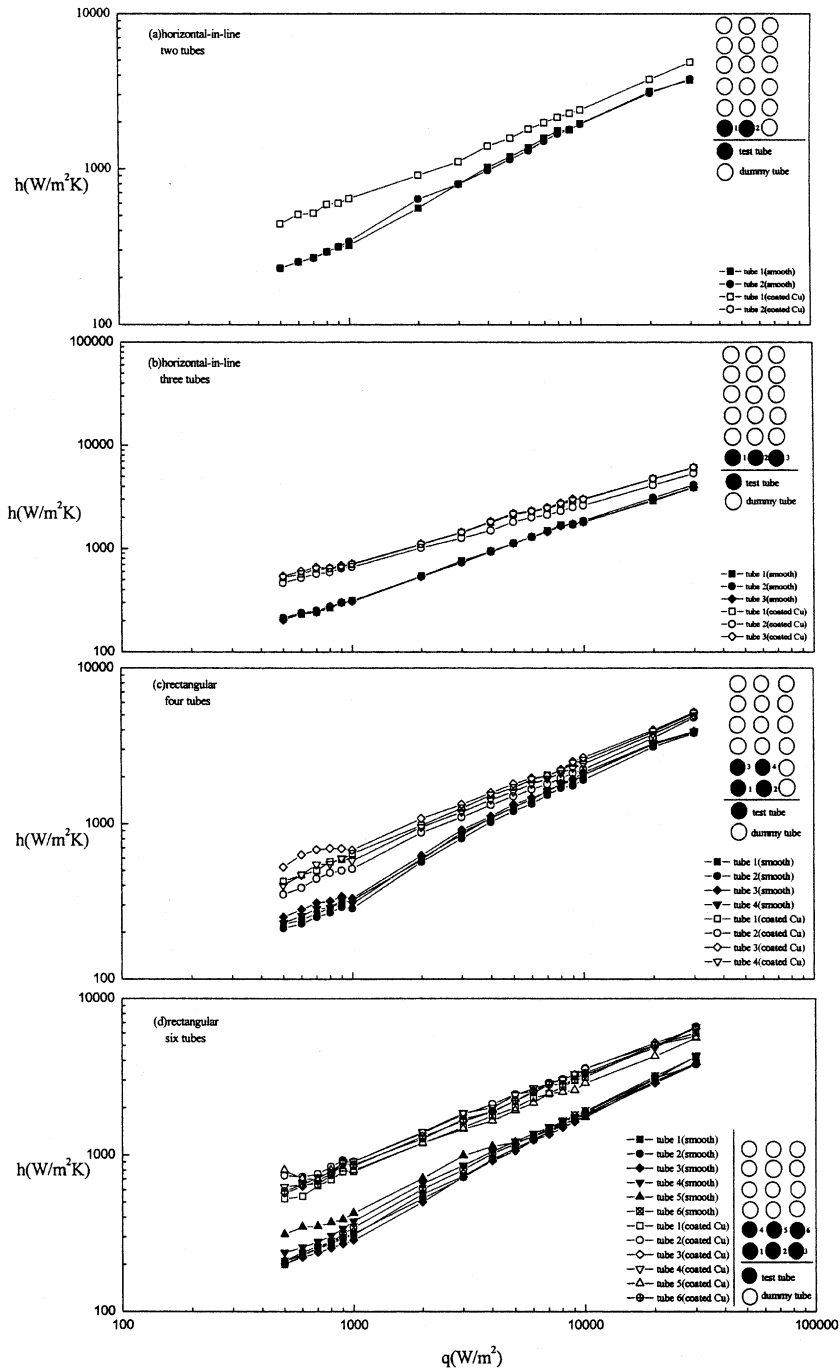 10000
(a)horizontal-in-line
two tubes
1 2
test tube
dummy tube
1000
h(W/m²K)
tube 1(smooth)
tube 2(smooth)
tube 1(coated Cu)
tube 2(coated Cu)
100
100000
(b)horizontal-in-line
three tubes
10000
1 2 3
test tube
dummy tube
h(W/m²K)
1000
tube 1(smooth)
tube 2(smooth)
tube 3(smooth)
tube 1(coated Cu)
tube 2(coated Cu)
tube 3(coated Cu)
100
10000
(c)rectangular
four tubes
3 4
1 2
test tube
dummy tube
1000
h(W/m²K)
tube 1(smooth)
tube 2(smooth)
tube 3(smooth)
tube 4(smooth)
tube 1(coated Cu)
tube 2(coated Cu)
tube 3(coated Cu)
tube 4(coated Cu)
100
10000
(d)rectangular
six tubes
1000
h(W/m²K)
tube 1(smooth)
tube 2(smooth)
tube 3(smooth)
tube 4(smooth)
tube 5(smooth)
tube 6(smooth)
tube 1(coated Cu)
tube 2(coated Cu)
tube 3(coated Cu)
tube 4(coated Cu)
tube 5(coated Cu)
tube 6(coated Cu)
4 5 6
1 2 3
test tube
dummy tube
100
100 1000 10000 100000
q(W/m²)